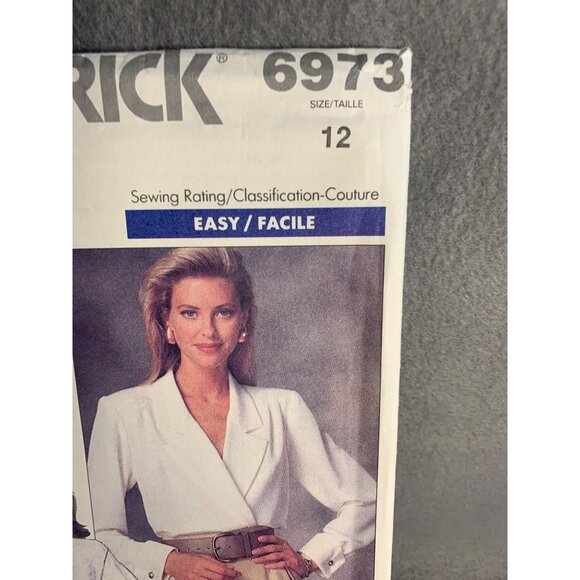 RICK® 6973
SIZE/TAILLE
12
Sewing Rating/Classification-Couture
EASY / FACILE